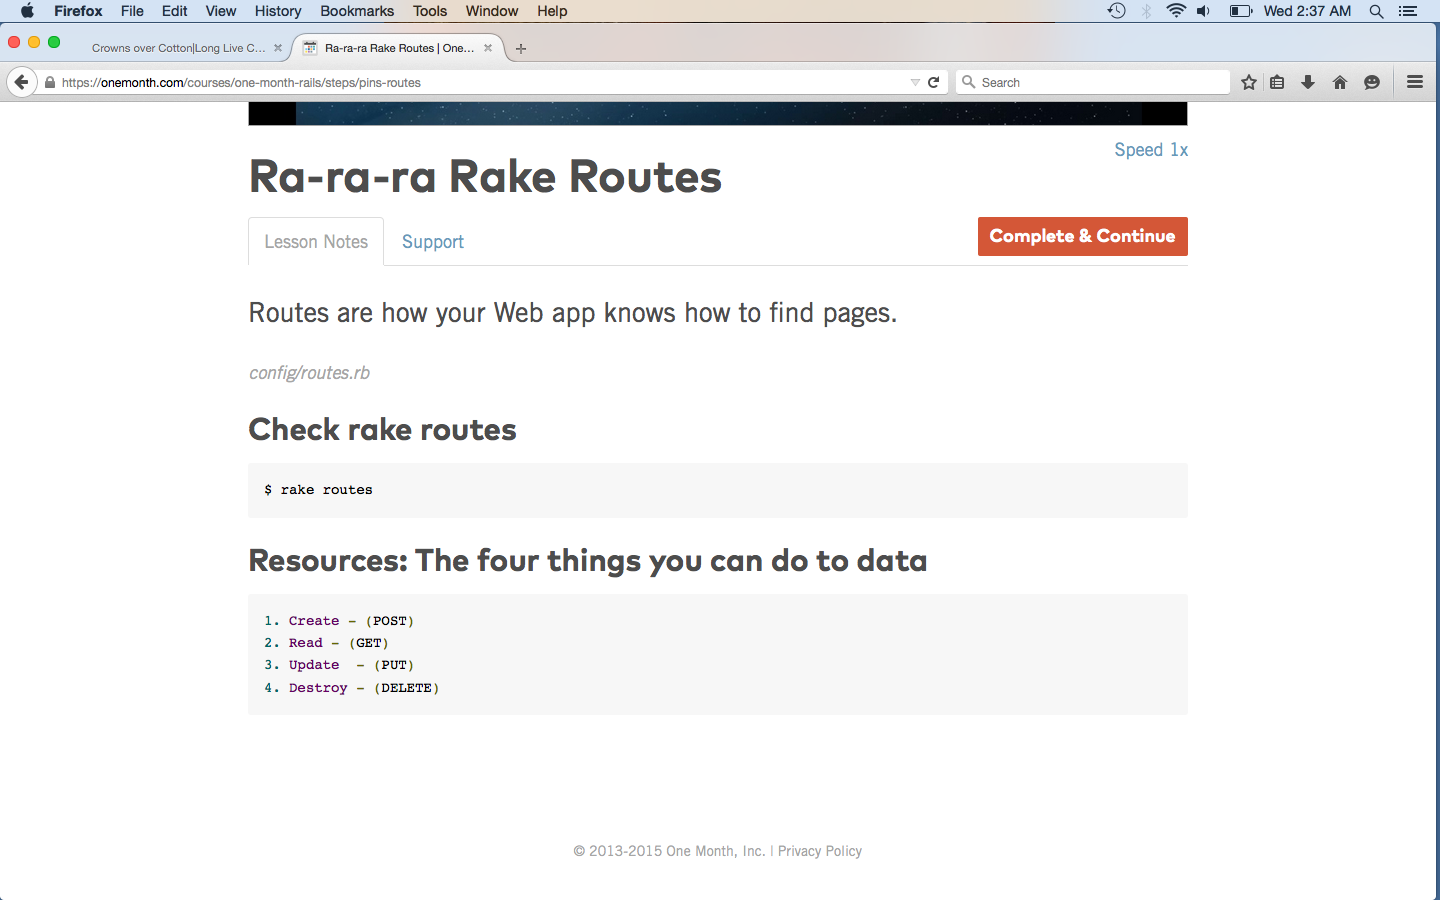 Firefox File Edit View History Bookmarks Tools Window Help Wed 2:37 AM
Crowns over Cotton|Long Live C... Ra-ra-ra Rake Routes | One...
https://onemonth.com/courses/one-month-rails/steps/pins-routes Search
Speed 1x
Ra-ra-ra Rake Routes
Lesson Notes Support Complete & Continue
Routes are how your Web app knows how to find pages.
config/routes.rb
Check rake routes
$ rake routes
Resources: The four things you can do to data
1. Create - (POST)
2. Read - (GET)
3. Update - (PUT)
4. Destroy - (DELETE)
© 2013-2015 One Month, Inc. | Privacy Policy